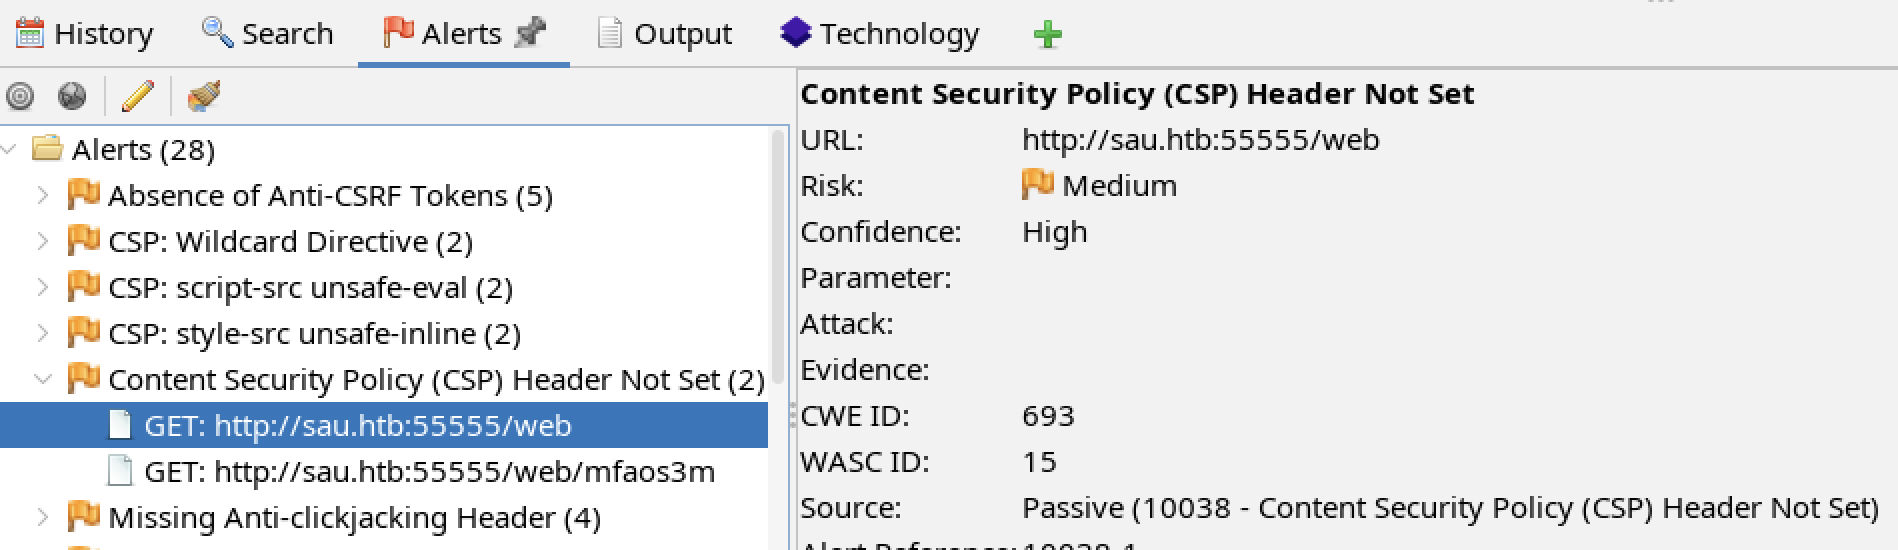 History Search Alerts Output Technology
Alerts (28)
Absence of Anti-CSRF Tokens (5)
CSP: Wildcard Directive (2)
CSP: script-src unsafe-eval (2)
CSP: style-src unsafe-inline (2)
Content Security Policy (CSP) Header Not Set (2)
GET: http://sau.htb:55555/web
GET: http://sau.htb:55555/web/mfaos3m
Missing Anti-clickjacking Header (4)
Content Security Policy (CSP) Header Not Set
URL: http://sau.htb:55555/web
Risk: Medium
Confidence: High
Parameter:
Attack:
Evidence:
CWE ID: 693
WASC ID: 15
Source: Passive (10038 - Content Security Policy (CSP) Header Not Set)
Alert Reference: 10038-1